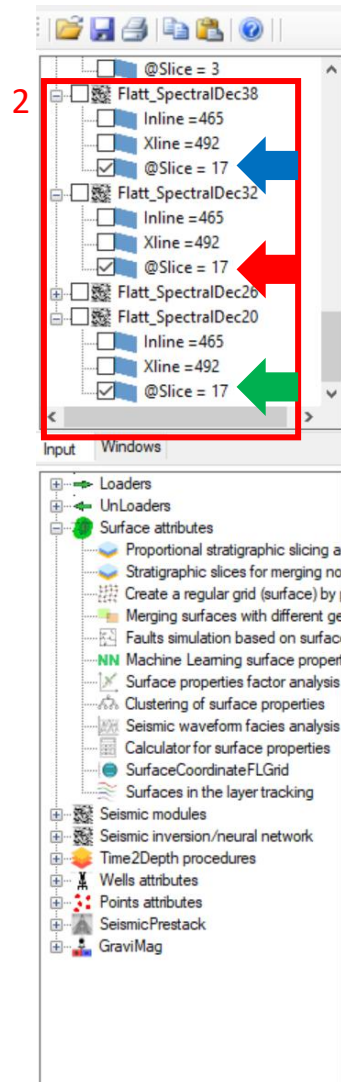 @Slice = 3
2
Flatt_SpectralDec38
Inline =465
Xline =492
@Slice = 17
Flatt_SpectralDec32
Inline =465
Xline =492
@Slice = 17
Flatt_SpectralDec26
Flatt_SpectralDec20
Inline =465
Xline =492
@Slice = 17
Input Windows
Loaders
UnLoaders
Surface attributes
Proportional stratigraphic slicing a
Stratigraphic slices for merging no
Create a regular grid (surface) by
Merging surfaces with different ge
Faults simulation based on surfac
NN Machine Learning surface propert
Surface properties factor analysis
Clustering of surface properties
Seismic waveform facies analysis
Calculator for surface properties
SurfaceCoordinateFLGrid
Surfaces in the layer tracking
Seismic modules
Seismic inversion/neural network
Time2Depth procedures
Wells attributes
Points attributes
SeismicPrestack
GraviMag